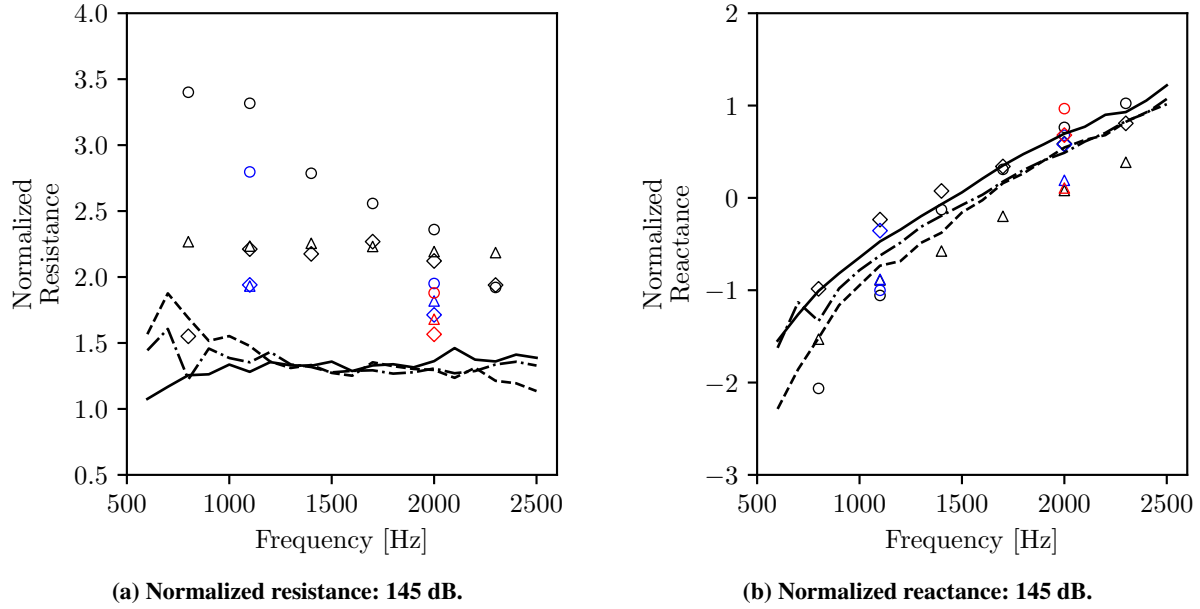 4.0
3.5
3.0
2.5
2.0
1.5
1.0
0.5
500 1000 1500 2000 2500
Normalized
Resistance
Frequency [Hz]
(a) Normalized resistance: 145 dB.
2
1
0
−1
−2
−3
500 1000 1500 2000 2500
Normalized
Reactance
Frequency [Hz]
(b) Normalized reactance: 145 dB.